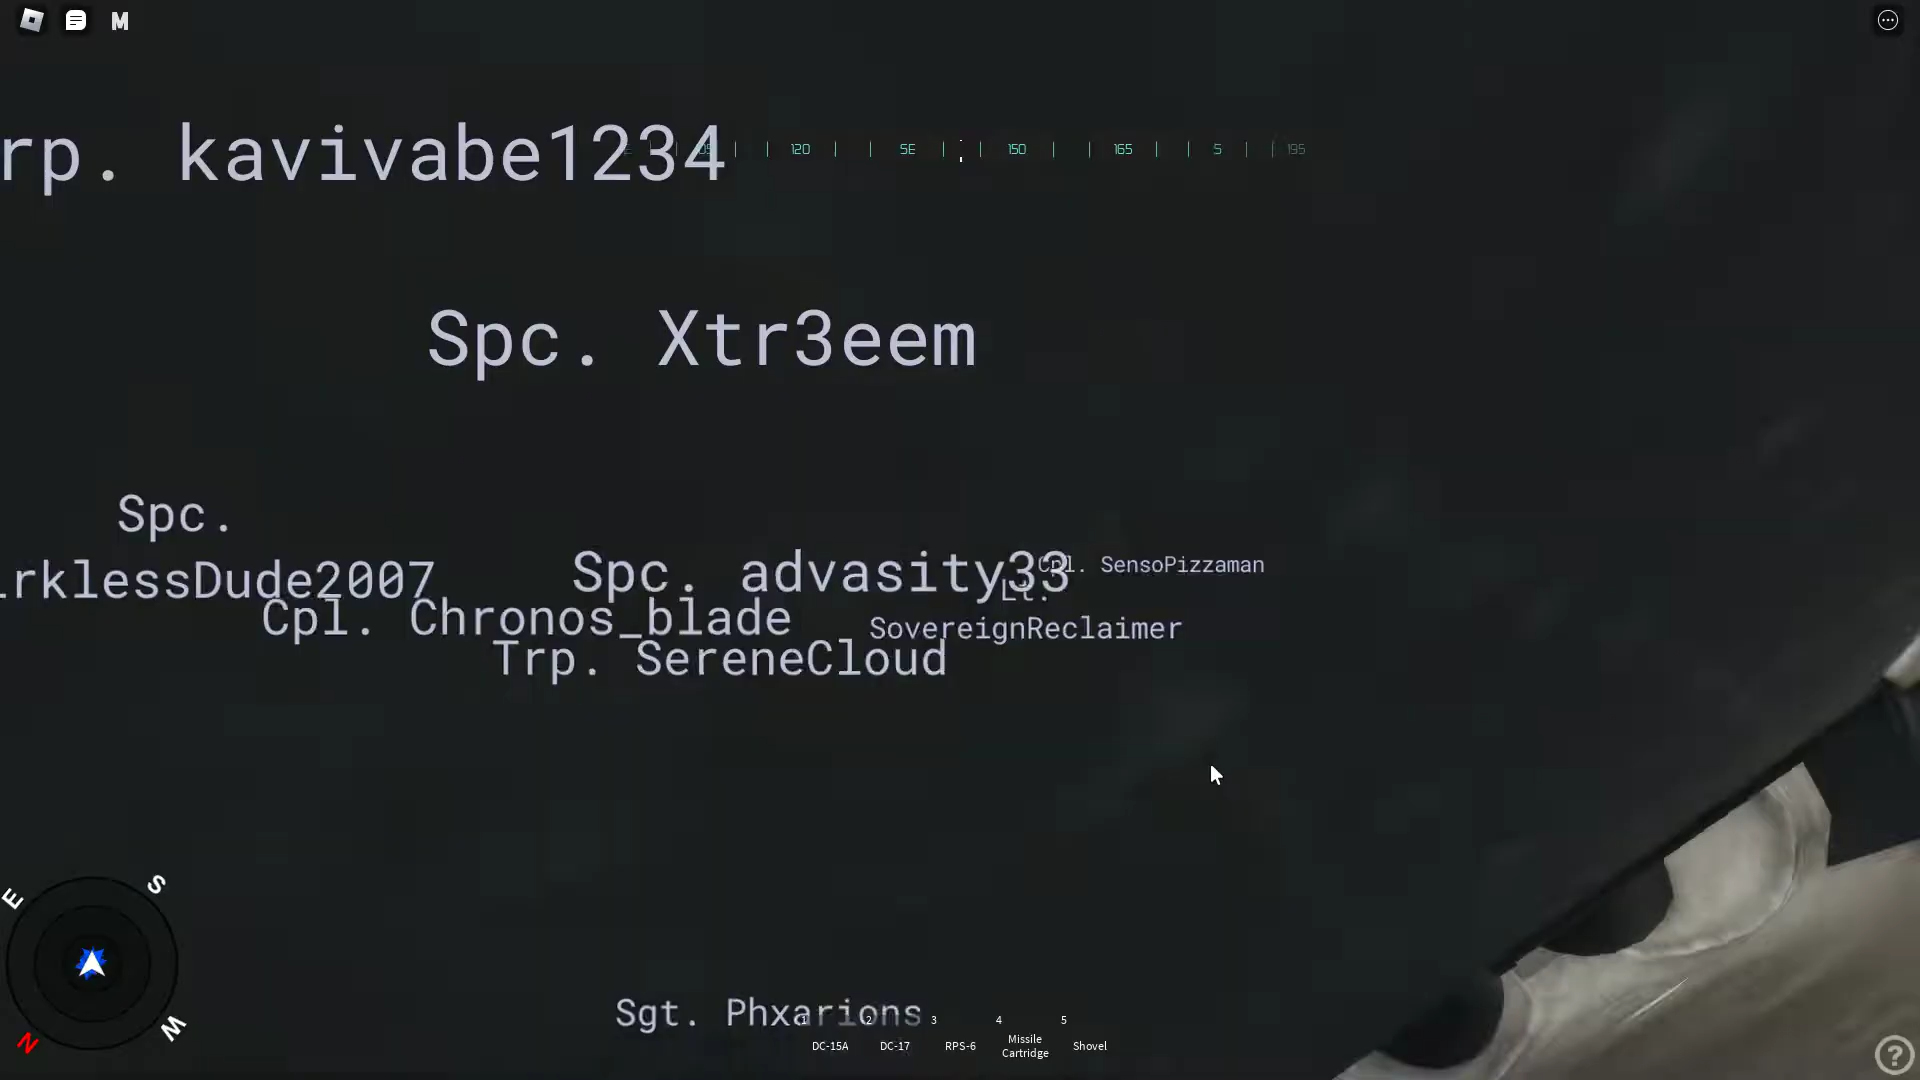 M
rp. kavivabe1234
120 SE 150 165 S 195
Spc. Xtr3eem
Spc.
irklessDude2007
Spc. advasity33
Cpl. SensoPizzaman
Lt.
SovereignReclaimer
Cpl. Chronos_blade
Trp. SereneCloud
E S
N W
Sgt. Phxarions
1 2 3 4 5
DC-15A DC-17 RPS-6 Missile Cartridge Shovel
?